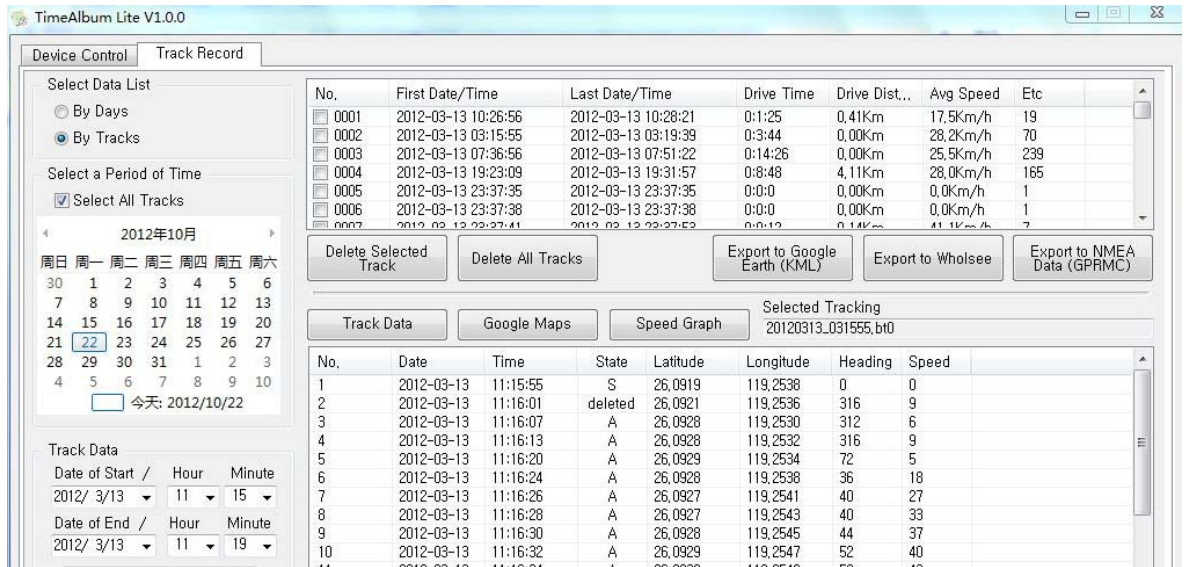 TimeAlbum Lite V1.0.0
Device Control Track Record
Select Data List
By Days
By Tracks
Select a Period of Time
Select All Tracks
2012年10月
周日 周一 周二 周三 周四 周五 周六
30 1 2 3 4 5 6
7 8 9 10 11 12 13
14 15 16 17 18 19 20
21 22 23 24 25 26 27
28 29 30 31 1 2 3
4 5 6 7 8 9 10
今天: 2012/10/22
Track Data
Date of Start / Hour Minute
2012/ 3/13 11 15
Date of End / Hour Minute
2012/ 3/13 11 19
No, First Date/Time Last Date/Time Drive Time Drive Dist,,, Avg Speed Etc
0001 2012-03-13 10:26:56 2012-03-13 10:28:21 0:1:25 0,41Km 17,5Km/h 19
0002 2012-03-13 03:15:55 2012-03-13 03:19:39 0:3:44 0,00Km 28,2Km/h 70
0003 2012-03-13 07:36:56 2012-03-13 07:51:22 0:14:26 0,00Km 25,5Km/h 239
0004 2012-03-13 19:23:09 2012-03-13 19:31:57 0:8:48 4,11Km 28,0Km/h 165
0005 2012-03-13 23:37:35 2012-03-13 23:37:35 0:0:0 0,00Km 0,0Km/h 1
0006 2012-03-13 23:37:38 2012-03-13 23:37:38 0:0:0 0,00Km 0,0Km/h 1
Delete Selected Track
Delete All Tracks
Export to Google Earth (KML)
Export to Wholsee
Export to NMEA Data (GPRMC)
Track Data Google Maps Speed Graph
Selected Tracking
20120313_031555,bt0
No, Date Time State Latitude Longitude Heading Speed
1 2012-03-13 11:15:55 S 26,0919 119,2538 0 0
2 2012-03-13 11:16:01 deleted 26,0921 119,2536 316 9
3 2012-03-13 11:16:07 A 26,0928 119,2530 312 6
4 2012-03-13 11:16:13 A 26,0928 119,2532 316 9
5 2012-03-13 11:16:20 A 26,0929 119,2534 72 5
6 2012-03-13 11:16:24 A 26,0928 119,2538 36 18
7 2012-03-13 11:16:26 A 26,0927 119,2541 40 27
8 2012-03-13 11:16:28 A 26,0927 119,2543 40 33
9 2012-03-13 11:16:30 A 26,0928 119,2545 44 37
10 2012-03-13 11:16:32 A 26,0929 119,2547 52 40